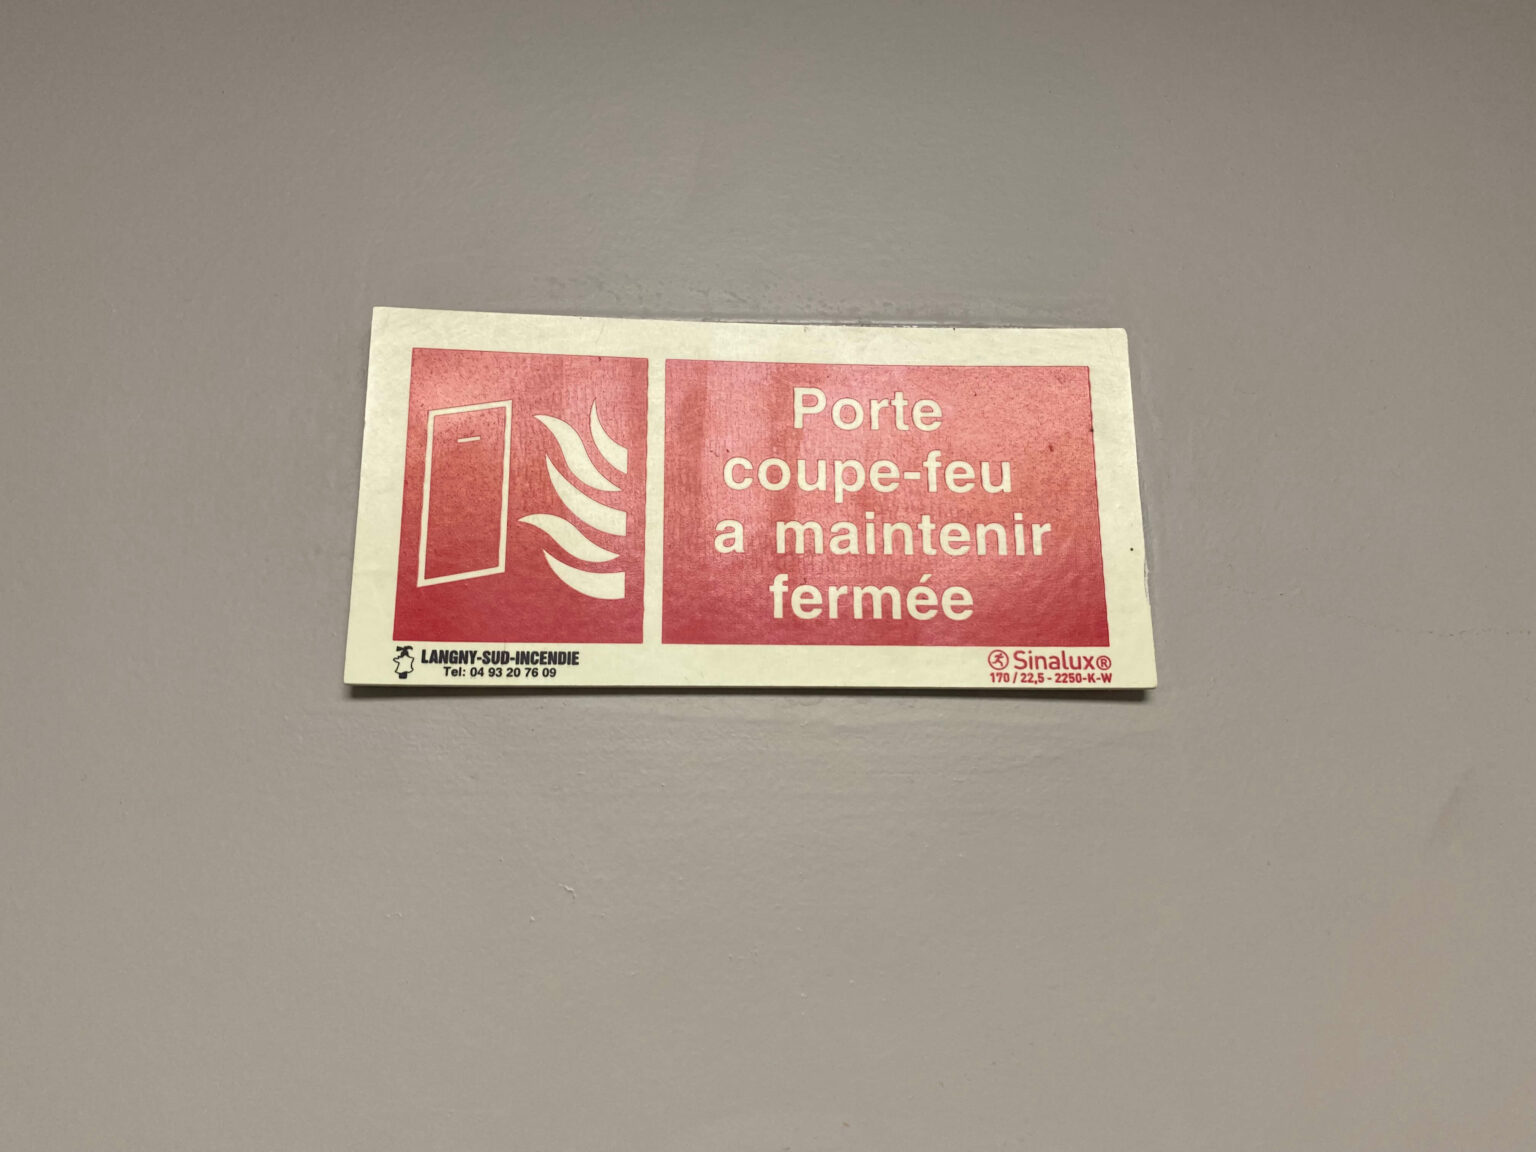 Porte
coupe-feu
a maintenir
fermée
LANGNY-SUD-INCENDIE
Tel: 04 93 20 76 09
Sinalux®
170 / 22,5 - 2250-K-W